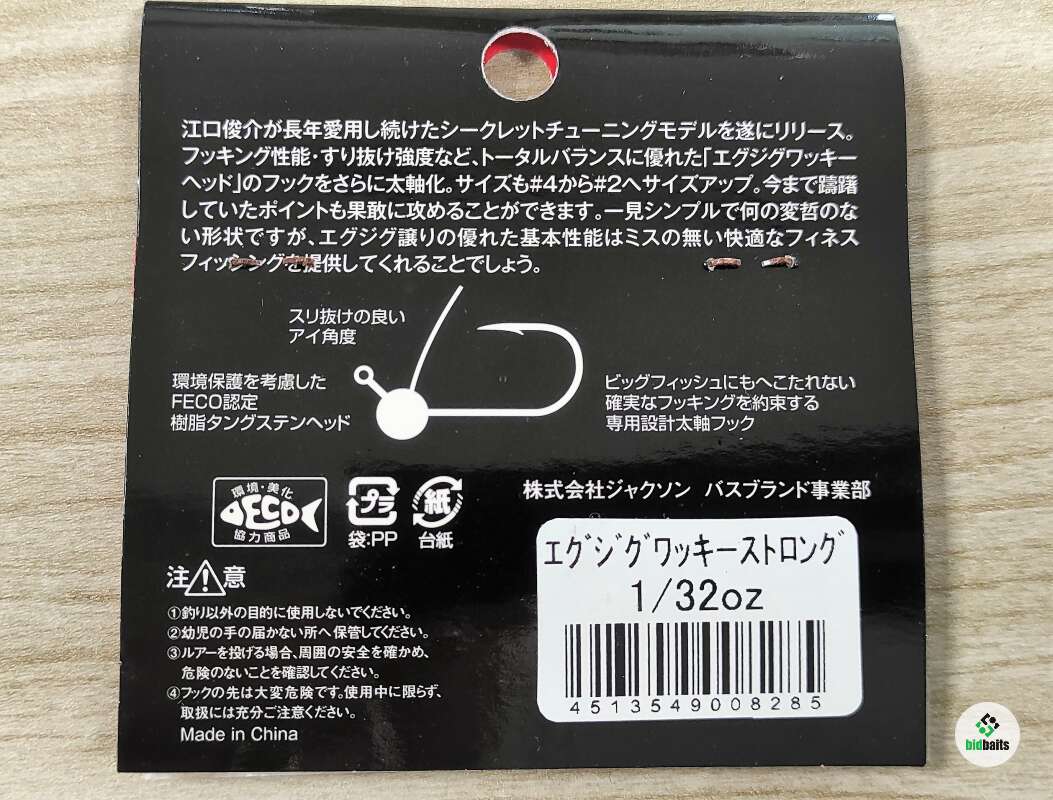 江口俊介が長年愛用し続けたシークレットチューニングモデルを遂にリリース。
フッキング性能・すり抜け強度など、トータルバランスに優れた「エグジグワッキー
ヘッド」のフックをさらに太軸化。サイズも#4から#2へサイズアップ。今まで躊躇
していたポイントも果敢に攻めることができます。一見シンプルで何の変哲のな
い形状ですが、エグジグ譲りの優れた基本性能はミスの無い快適なフィネス
フィッシングを提供してくれることでしょう。
スリ抜けの良い
アイ角度
環境保護を考慮した
FECO認定
樹脂タングステンヘッド
ビッグフィッシュにもへこたれない
確実なフッキングを約束する
専用設計太軸フック
環境・美化
FECO
協力商品
プラ
袋:PP
紙
台紙
株式会社ジャクソン バスブランド事業部
エグジグワッキーストロング
1/32oz
4513549008285
注!意
①釣り以外の目的に使用しないでください。
②幼児の手の届かない所へ保管してください。
③ルアーを投げる場合、周囲の安全を確かめ、
危険のないことを確認してください。
④フックの先は大変危険です。使用中に限らず、
取扱には充分ご注意ください。
Made in China
bidbaits